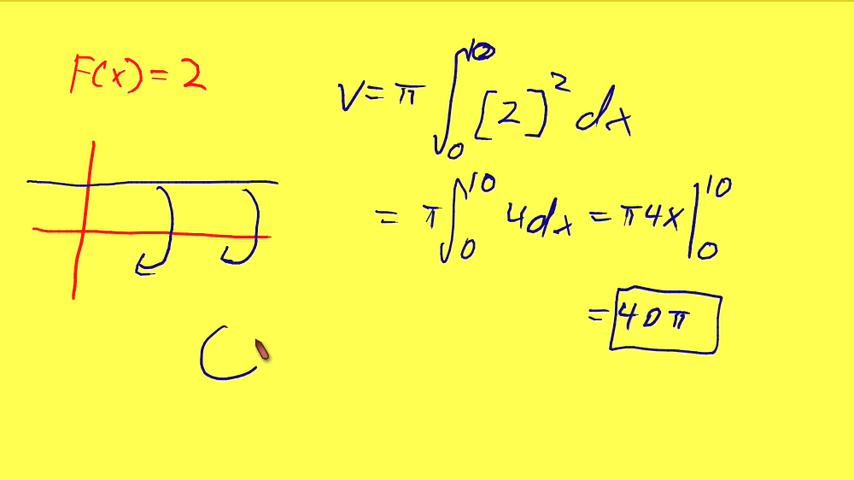 F(x) = 2
V = π ∫₀¹⁰ [2]² dx
= π ∫₀¹⁰ 4dx = π4x |₀¹⁰
= 40π